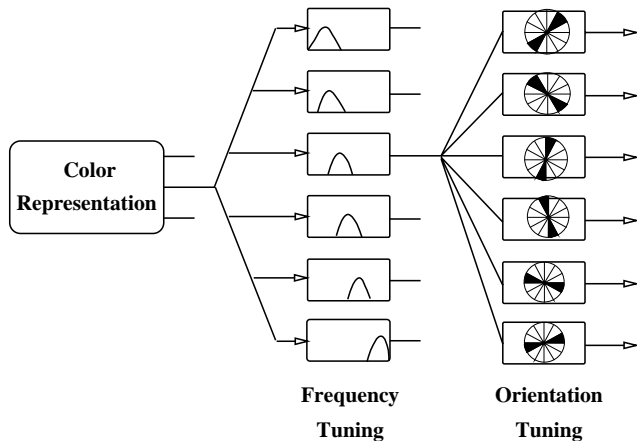 Color
Representation
Frequency
Tuning
Orientation
Tuning